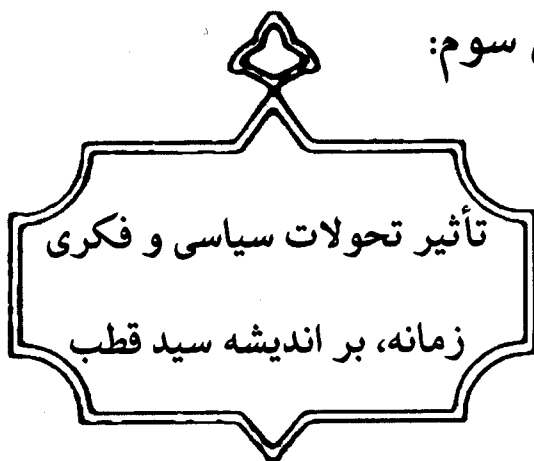 سوم:
تأثیر تحولات سیاسی و فکری
زمانه، بر اندیشه سید قطب